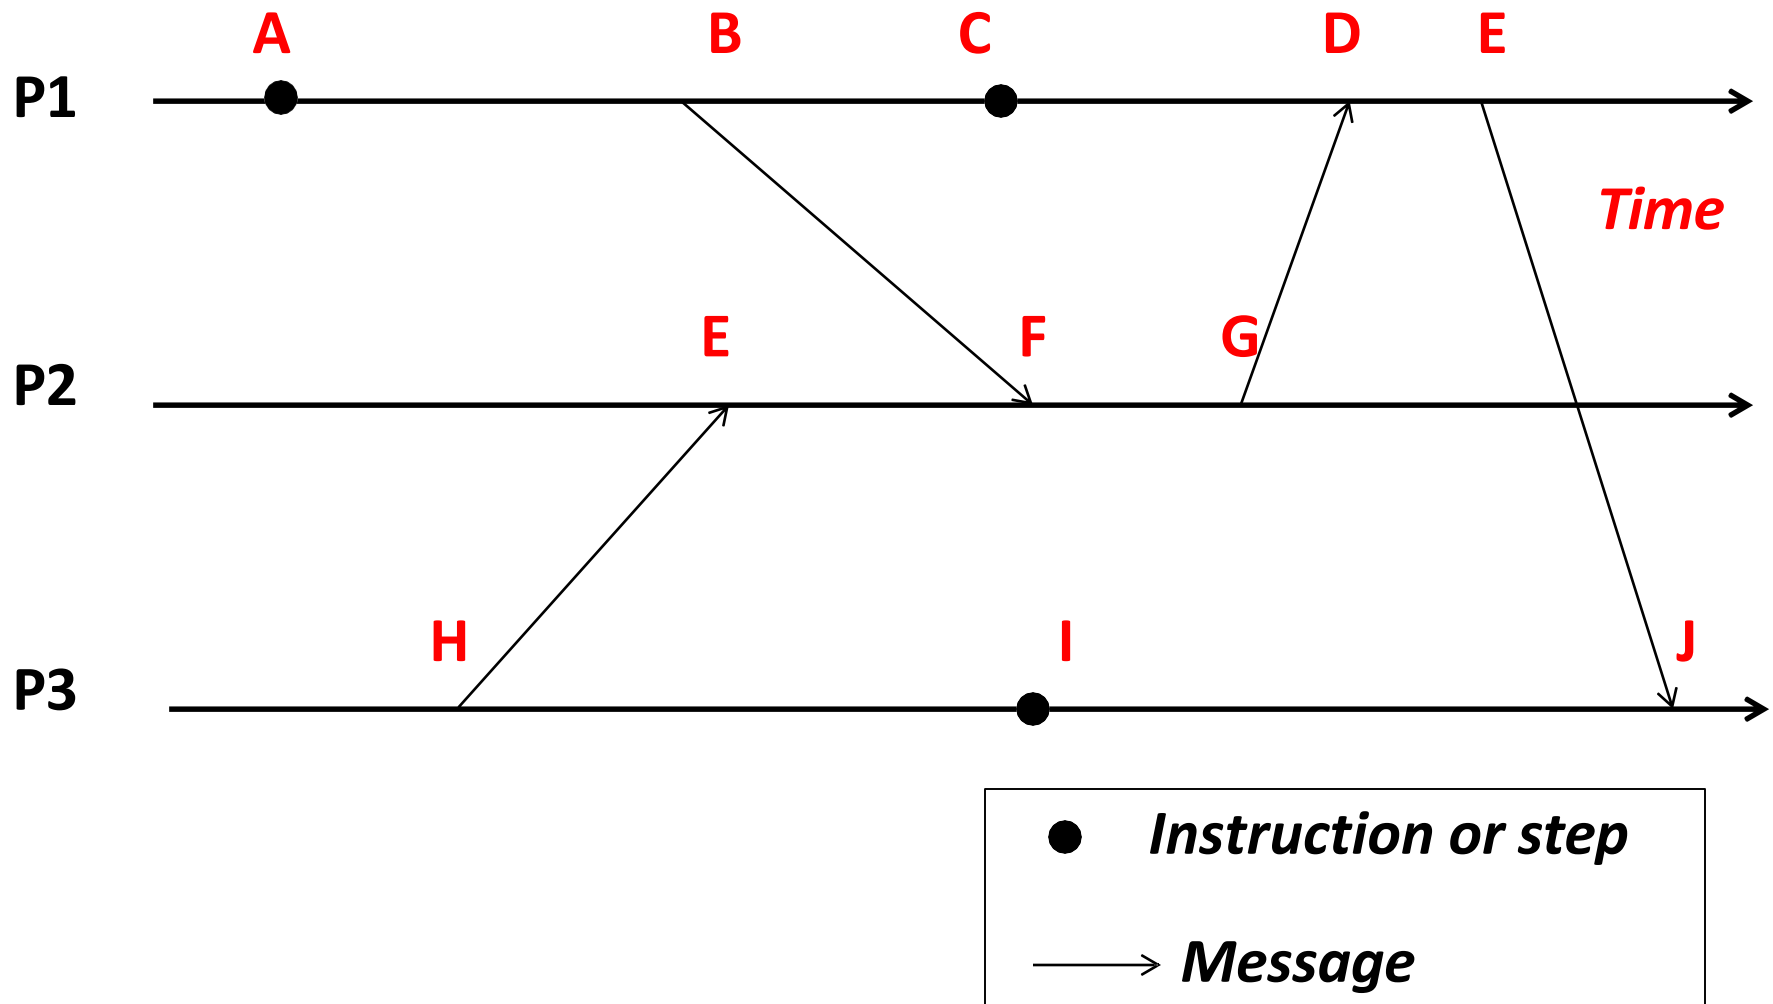 A B C D E
P1
Time
E F G
P2
H I J
P3
Instruction or step
Message